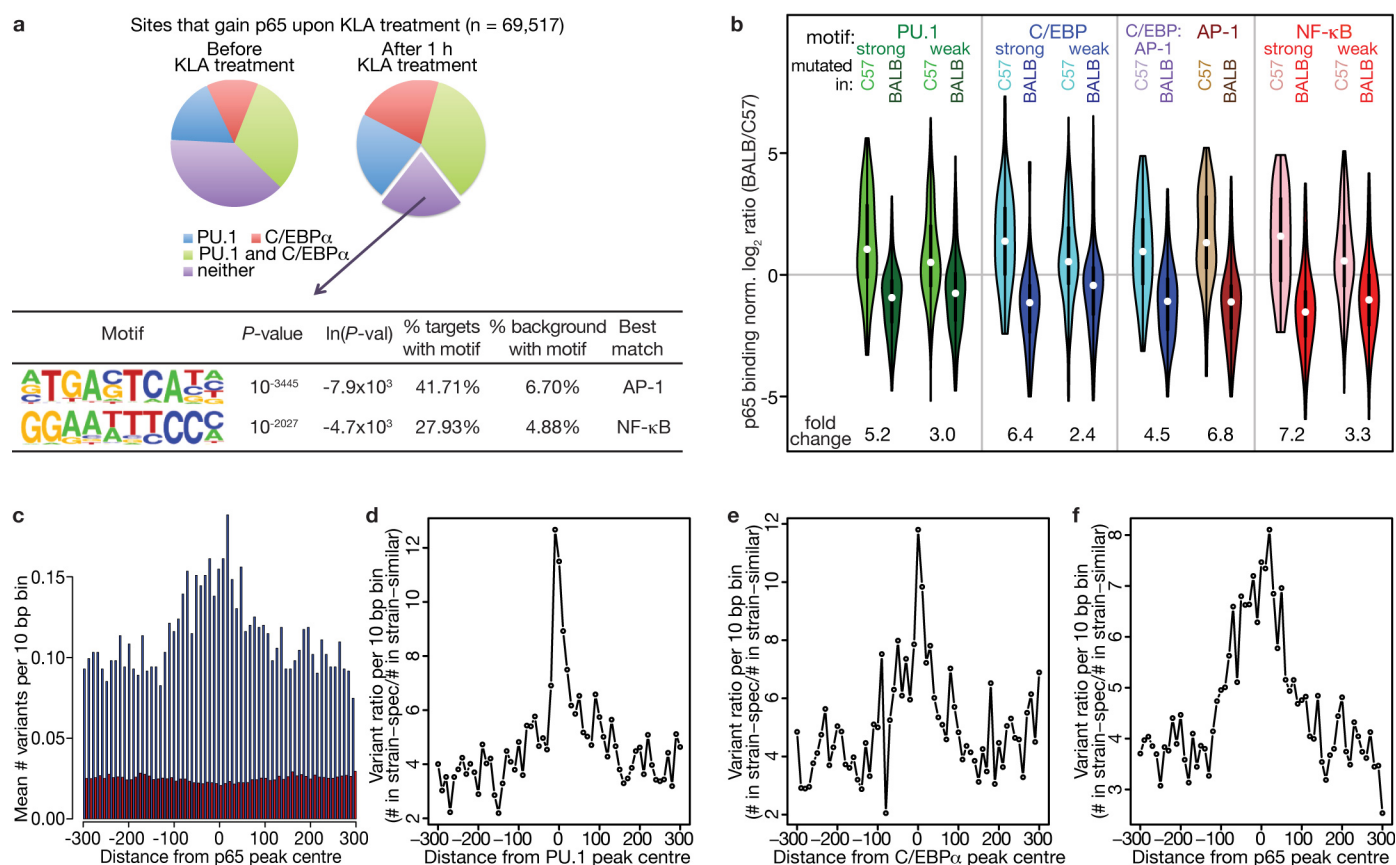 a
Sites that gain p65 upon KLA treatment (n = 69,517)
Before
KLA treatment
After 1 h
KLA treatment
PU.1
C/EBPα
PU.1 and C/EBPα
neither
Motif P-value ln(P-val) % targets with motif % background with motif Best match
ATGAGTCATA 10-3445 -7.9x10³ 41.71% 6.70% AP-1
GGAATTTCCC 10-2027 -4.7x10³ 27.93% 4.88% NF-κB
b
motif: PU.1 C/EBP C/EBP: AP-1 AP-1 NF-κB
strong weak strong weak strong weak
mutated in: C57 BALB C57 BALB C57 BALB C57 BALB C57 BALB C57 BALB C57 BALB C57 BALB
p65 binding norm. log2 ratio (BALB/C57)
5
0
-5
fold change 5.2 3.0 6.4 2.4 4.5 6.8 7.2 3.3
c
Mean # variants per 10 bp bin
0.15
0.10
0.05
0.00
-300 -200 -100 0 100 200 300
Distance from p65 peak centre
d
Variant ratio per 10 bp bin
(# in strain-spec/# in strain-similar)
12
10
8
6
4
2
-300 -200 -100 0 100 200 300
Distance from PU.1 peak centre
e
Variant ratio per 10 bp bin
(# in strain-spec/# in strain-similar)
12
10
8
6
4
2
-300 -200 -100 0 100 200 300
Distance from C/EBPα peak centre
f
Variant ratio per 10 bp bin
(# in strain-spec/# in strain-similar)
8
7
6
5
4
3
-300 -200 -100 0 100 200 300
Distance from p65 peak centre